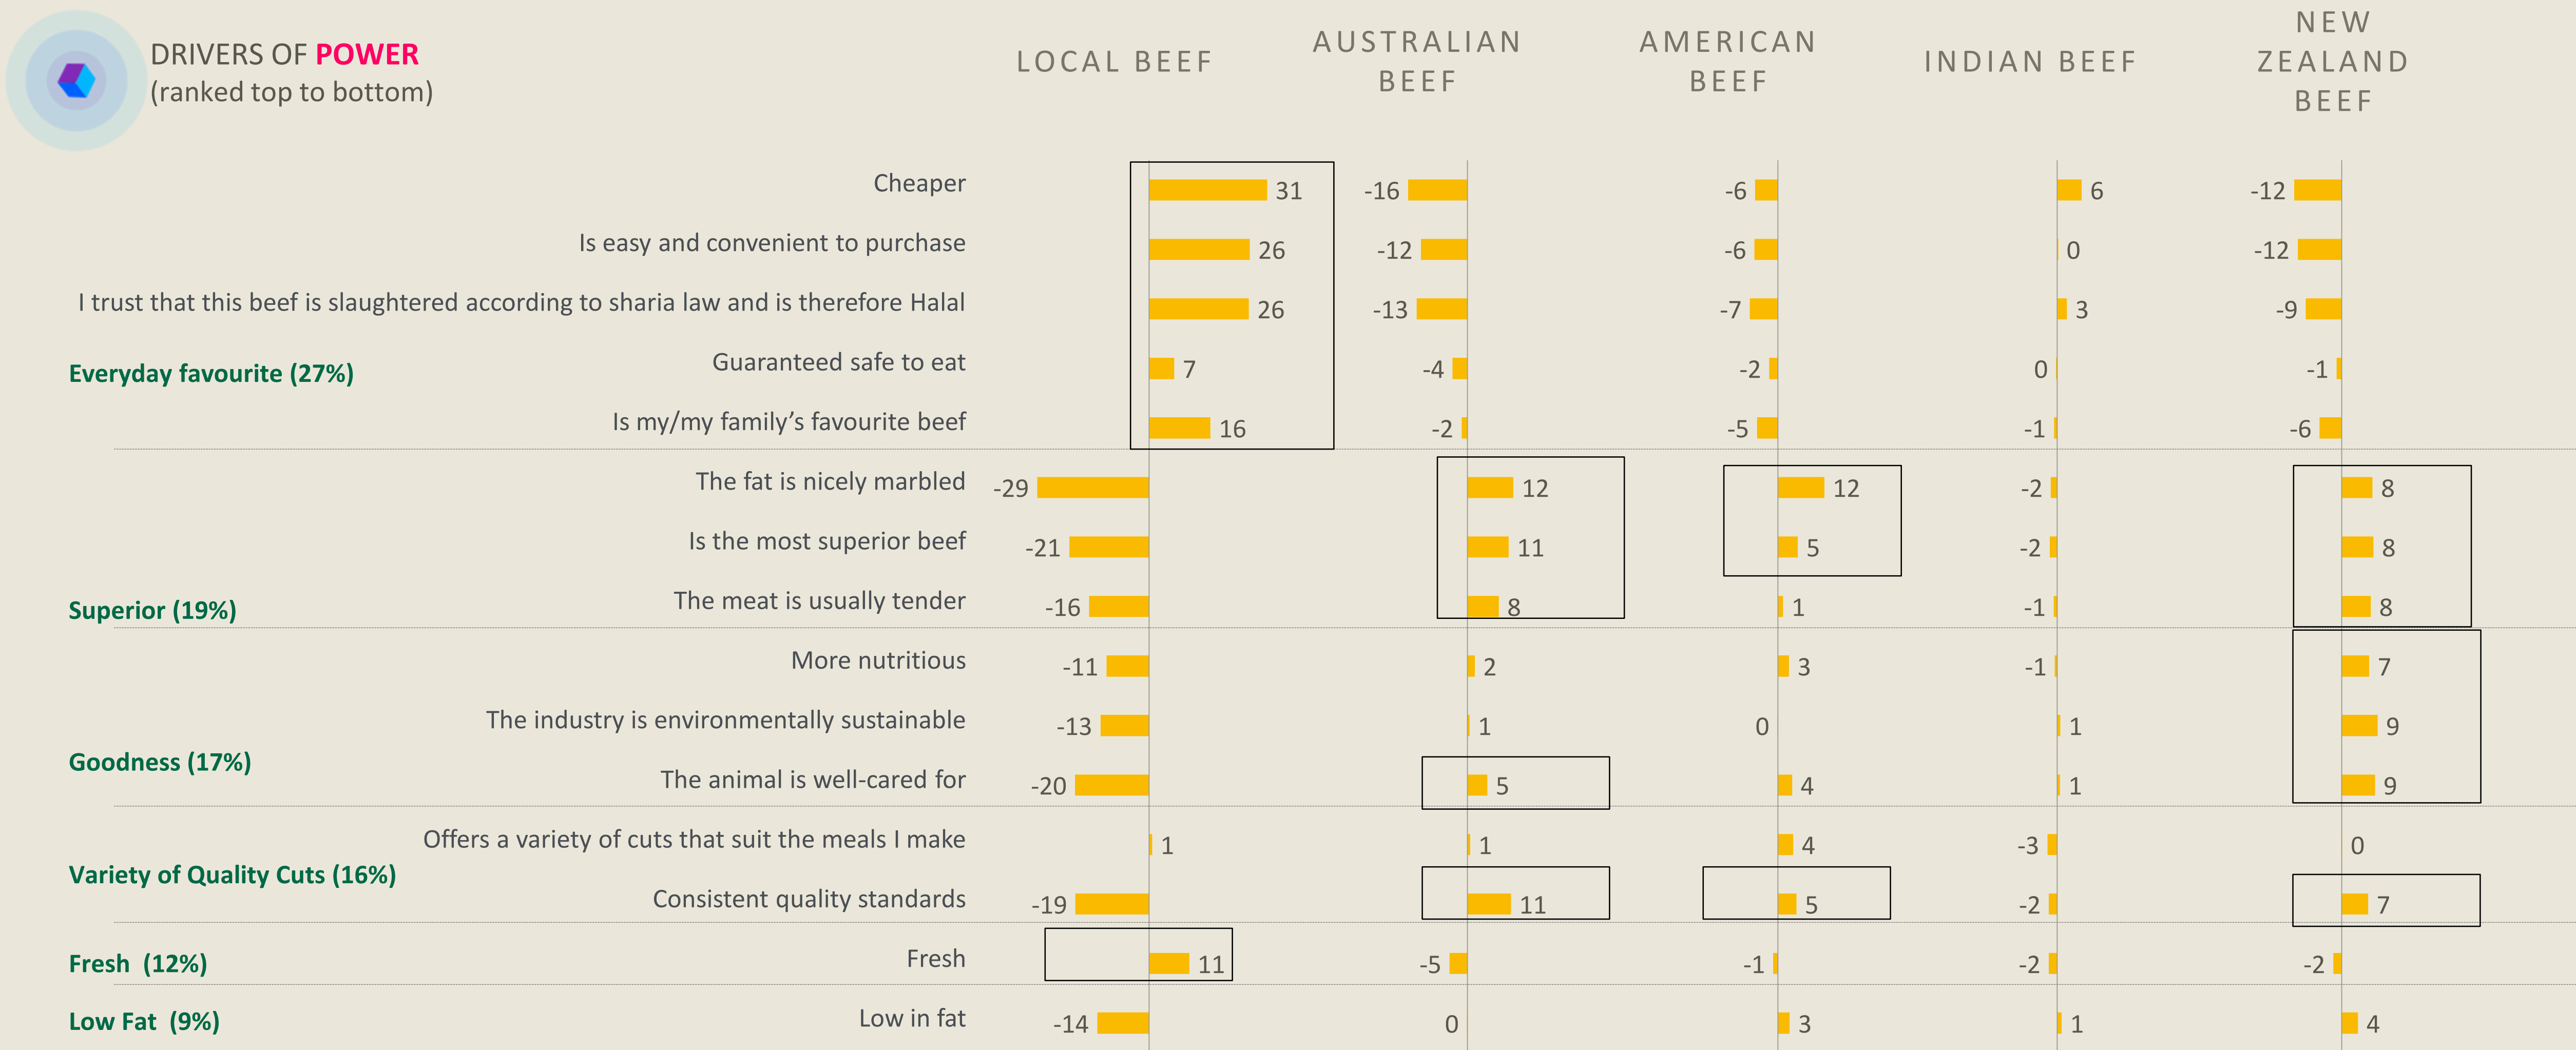 DRIVERS OF POWER
(ranked top to bottom)
LOCAL BEEF
AUSTRALIAN
BEEF
AMERICAN
BEEF
INDIAN BEEF
NEW
ZEALAND
BEEF
Cheaper 31 -16 -6 6 -12
Is easy and convenient to purchase 26 -12 -6 0 -12
I trust that this beef is slaughtered according to sharia law and is therefore Halal 26 -13 -7 3 -9
Guaranteed safe to eat 7 -4 -2 0 -1
Everyday favourite (27%)
Is my/my family’s favourite beef 16 -2 -5 -1 -6
The fat is nicely marbled -29 12 12 -2 8
Is the most superior beef -21 11 5 -2 8
The meat is usually tender -16 8 1 -1 8
Superior (19%)
More nutritious -11 2 3 -1 7
The industry is environmentally sustainable -13 1 0 1 9
Goodness (17%)
The animal is well-cared for -20 5 4 1 9
Offers a variety of cuts that suit the meals I make 1 1 4 -3 0
Variety of Quality Cuts (16%)
Consistent quality standards -19 11 5 -2 7
Fresh (12%) Fresh 11 -5 -1 -2 -2
Low Fat (9%) Low in fat -14 0 3 1 4